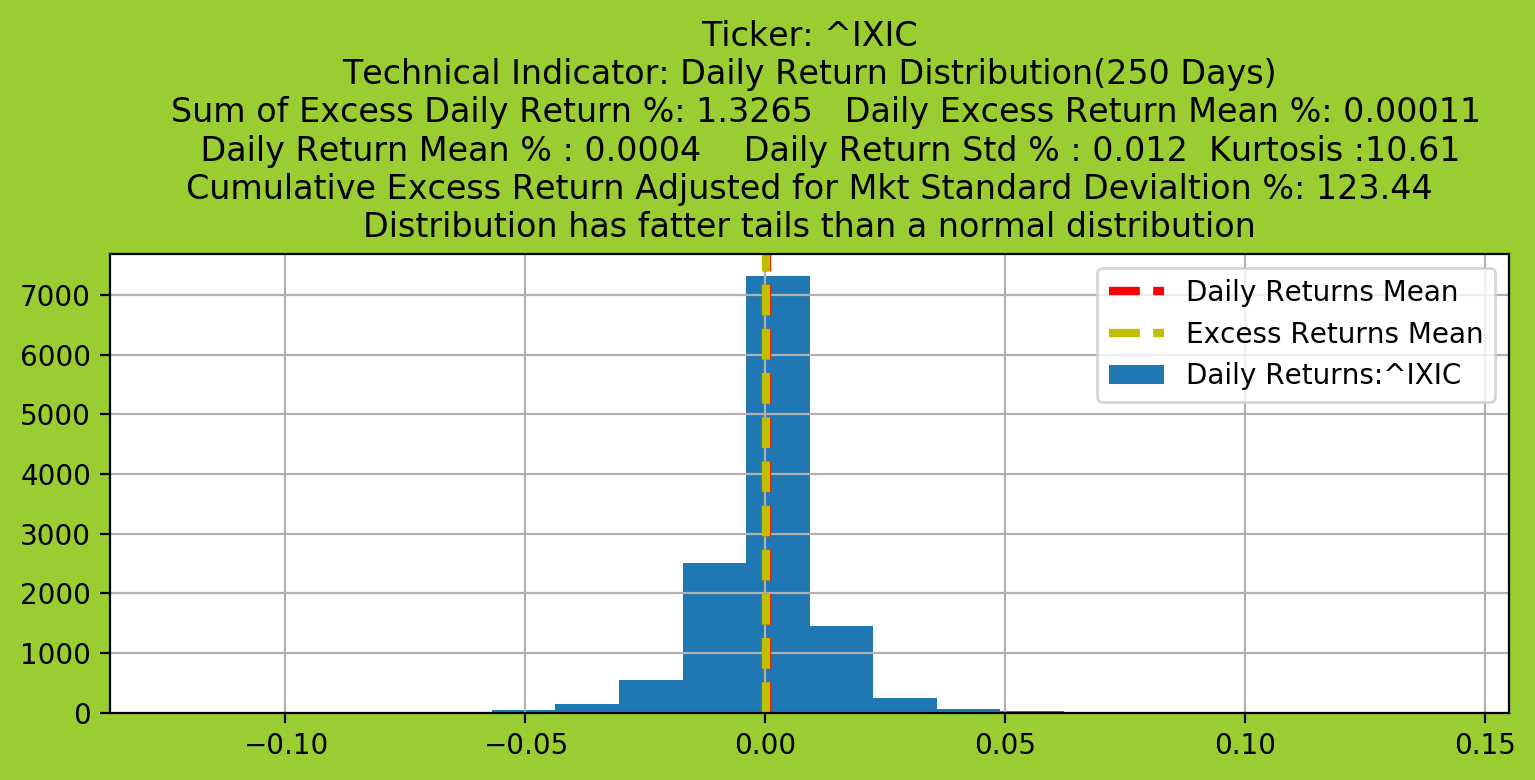 Ticker: ^IXIC
Technical Indicator: Daily Return Distribution(250 Days)
Sum of Excess Daily Return %: 1.3265   Daily Excess Return Mean %: 0.00011
Daily Return Mean % : 0.0004    Daily Return Std % : 0.012  Kurtosis :10.61
Cumulative Excess Return Adjusted for Mkt Standard Devialtion %: 123.44
Distribution has fatter tails than a normal distribution
Daily Returns Mean
Excess Returns Mean
Daily Returns:^IXIC
7000
6000
5000
4000
3000
2000
1000
0
−0.10
−0.05
0.00
0.05
0.10
0.15